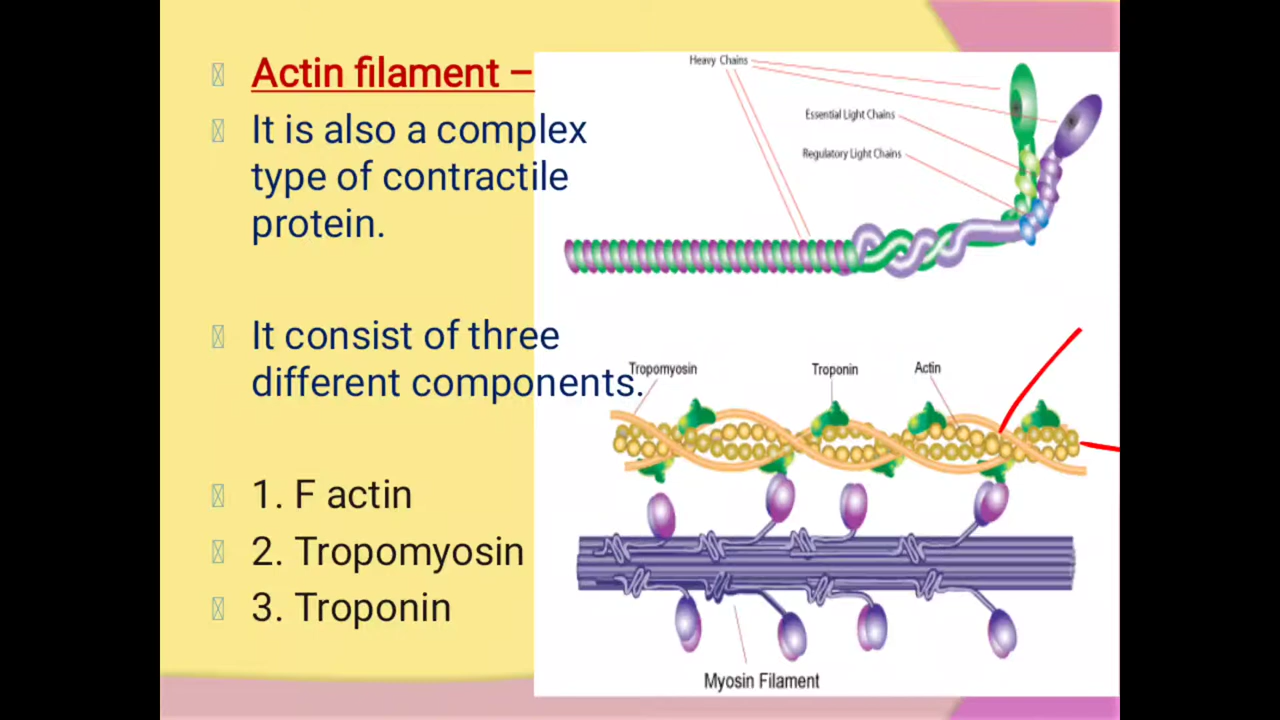 Actin filament –
It is also a complex
type of contractile
protein.
It consist of three
different components.
1. F actin
2. Tropomyosin
3. Troponin
Heavy Chains
Essential Light Chains
Regulatory Light Chains
Tropomyosin
Troponin
Actin
Myosin Filament